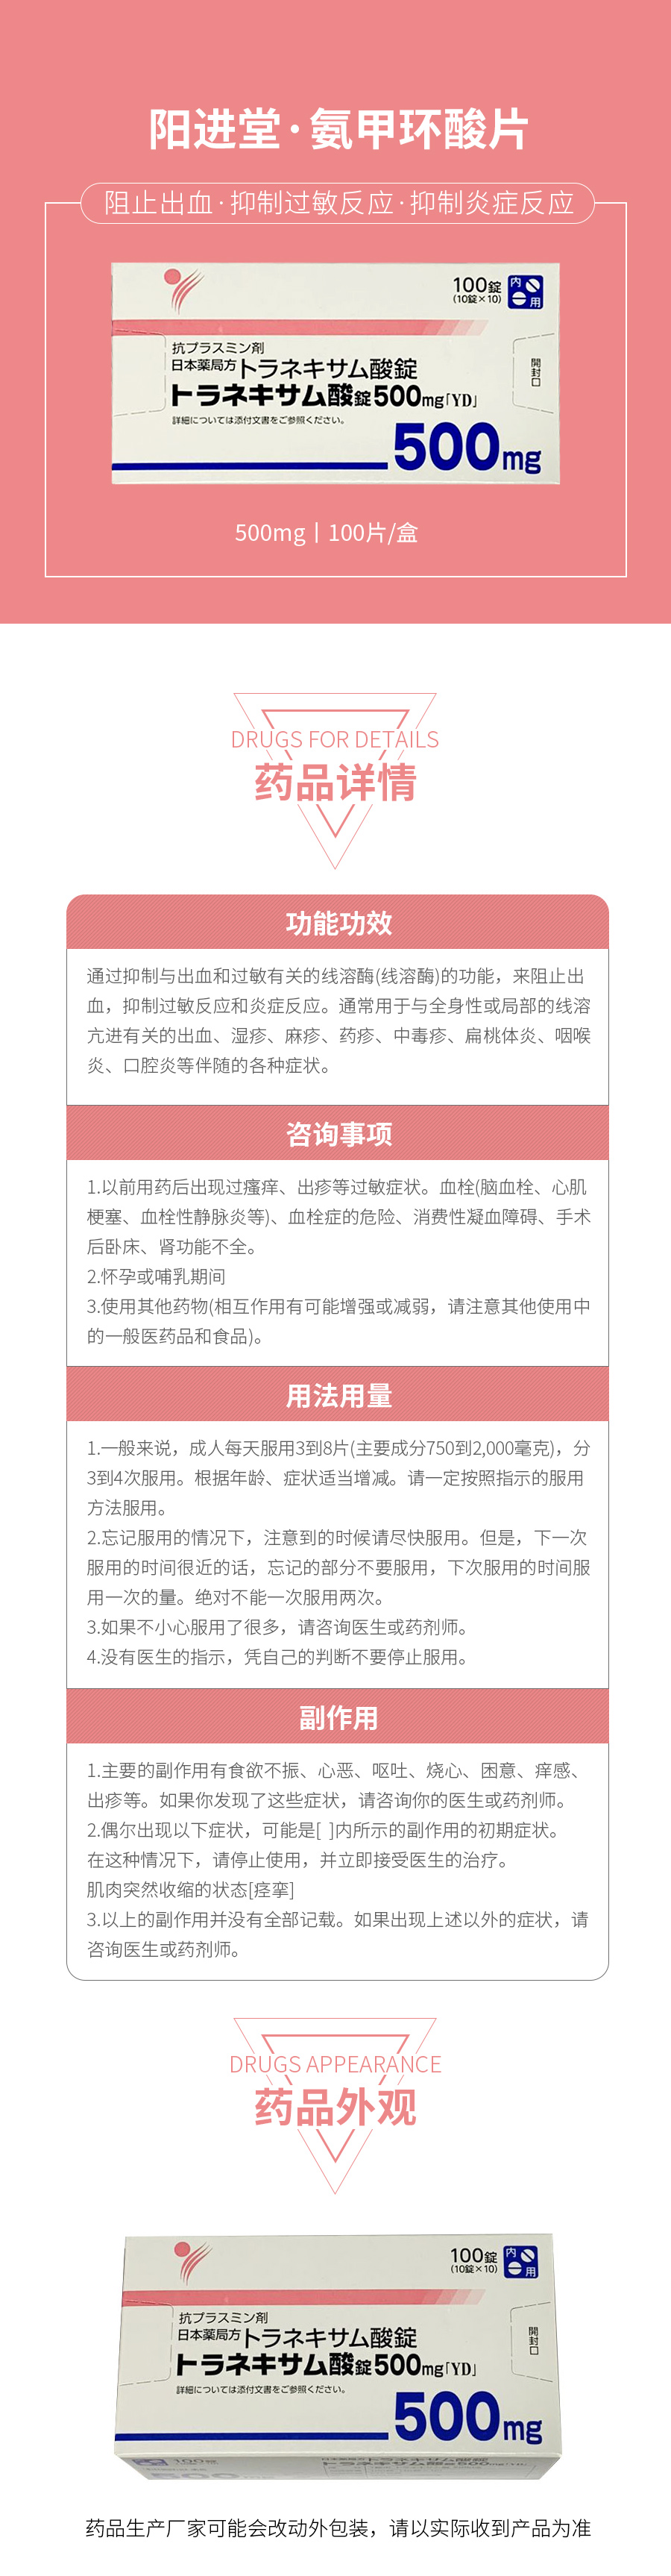 阳进堂·氨甲环酸片
阻止出血·抑制过敏反应·抑制炎症反应
100錠
(10錠×10)
内
用
抗プラスミン剤
日本薬局方トラネキサム酸錠
トラネキサム酸錠500mg「YD」
詳細については添付文書をご参照ください。
開封口
500mg
500mg丨100片/盒
DRUGS FOR DETAILS
药品详情
功能功效
通过抑制与出血和过敏有关的线溶酶(线溶酶)的功能，来阻止出
血，抑制过敏反应和炎症反应。通常用于与全身性或局部的线溶
亢进有关的出血、湿疹、麻疹、药疹、中毒疹、扁桃体炎、咽喉
炎、口腔炎等伴随的各种症状。
咨询事项
1.以前用药后出现过瘙痒、出疹等过敏症状。血栓(脑血栓、心肌
梗塞、血栓性静脉炎等)、血栓症的危险、消费性凝血障碍、手术
后卧床、肾功能不全。
2.怀孕或哺乳期间
3.使用其他药物(相互作用有可能增强或减弱，请注意其他使用中
的一般医药品和食品)。
用法用量
1.一般来说，成人每天服用3到8片(主要成分750到2,000毫克)，分
3到4次服用。根据年龄、症状适当增减。请一定按照指示的服用
方法服用。
2.忘记服用的情况下，注意到的时候请尽快服用。但是，下一次
服用的时间很近的话，忘记的部分不要服用，下次服用的时间服
用一次的量。绝对不能一次服用两次。
3.如果不小心服用了很多，请咨询医生或药剂师。
4.没有医生的指示，凭自己的判断不要停止服用。
副作用
1.主要的副作用有食欲不振、心恶、呕吐、烧心、困意、痒感、
出疹等。如果你发现了这些症状，请咨询你的医生或药剂师。
2.偶尔出现以下症状，可能是[ ]内所示的副作用的初期症状。
在这种情况下，请停止使用，并立即接受医生的治疗。
肌肉突然收缩的状态[痉挛]
3.以上的副作用并没有全部记载。如果出现上述以外的症状，请
咨询医生或药剂师。
DRUGS APPEARANCE
药品外观
100錠
(10錠×10)
内
用
抗プラスミン剤
日本薬局方トラネキサム酸錠
トラネキサム酸錠500mg「YD」
詳細については添付文書をご参照ください。
開封口
500mg
药品生产厂家可能会改动外包装，请以实际收到产品为准